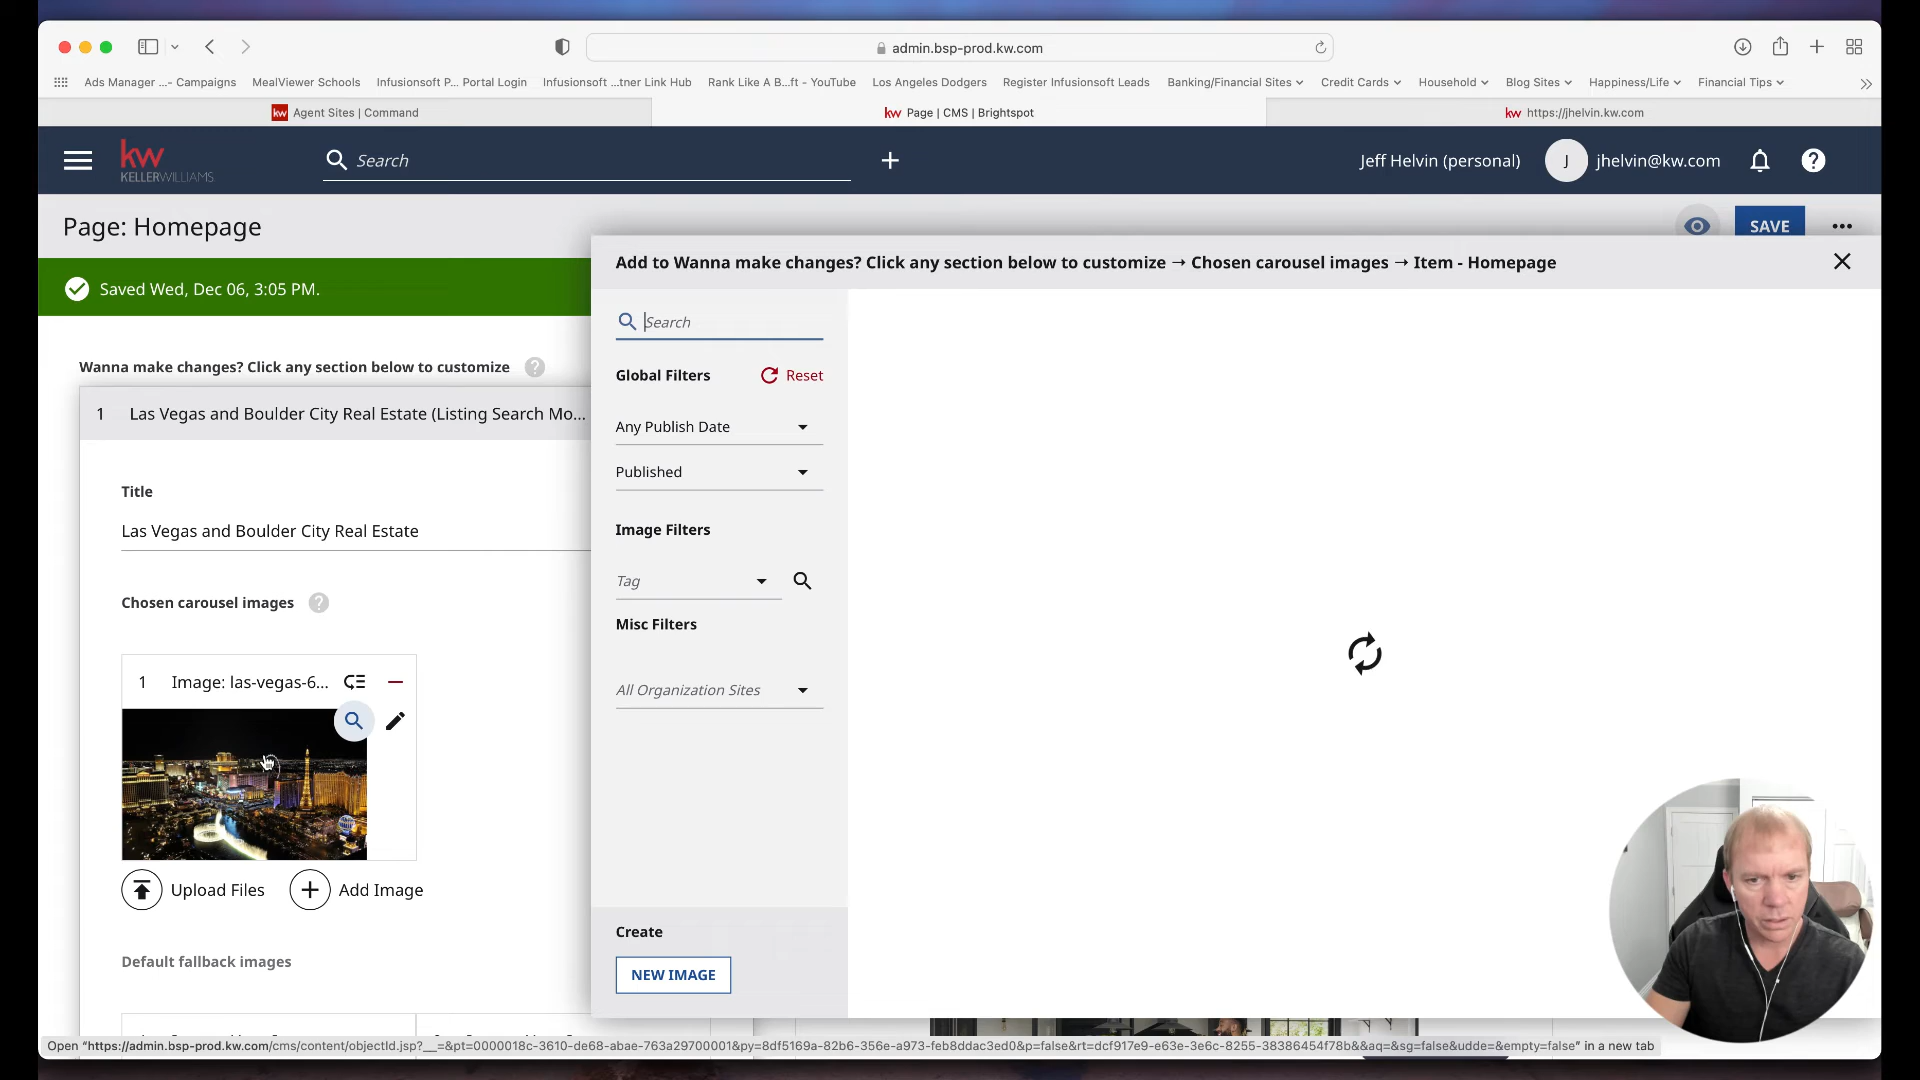 admin.bsp-prod.kw.com
Ads Manager ...- Campaigns MealViewer Schools Infusionsoft P... Portal Login Infusionsoft ...tner Link Hub Rank Like A B...ft - YouTube Los Angeles Dodgers Register Infusionsoft Leads Banking/Financial Sites Credit Cards Household Blog Sites Happiness/Life Financial Tips
kw Agent Sites | Command kw Page | CMS | Brightspot kw https://jhelvin.kw.com
kw
KELLERWILLIAMS.
Search
Jeff Helvin (personal) J jhelvin@kw.com
Page: Homepage
SAVE
Saved Wed, Dec 06, 3:05 PM.
Wanna make changes? Click any section below to customize
1 Las Vegas and Boulder City Real Estate (Listing Search Mo...
Title
Las Vegas and Boulder City Real Estate
Chosen carousel images
1 Image: las-vegas-6...
Upload Files Add Image
Default fallback images
Add to Wanna make changes? Click any section below to customize → Chosen carousel images → Item - Homepage
Search
Global Filters Reset
Any Publish Date
Published
Image Filters
Tag
Misc Filters
All Organization Sites
Create
NEW IMAGE
Open "https://admin.bsp-prod.kw.com/cms/content/objectId.jsp?__=&pt=0000018c-3610-de68-abae-763a29700001&py=8df5169a-82b6-356e-a973-feb8ddac3ed0&p=false&rt=dcf917e9-e63e-3e6c-8255-38386454f78b&&aq=&sg=false&udde=&empty=false" in a new tab